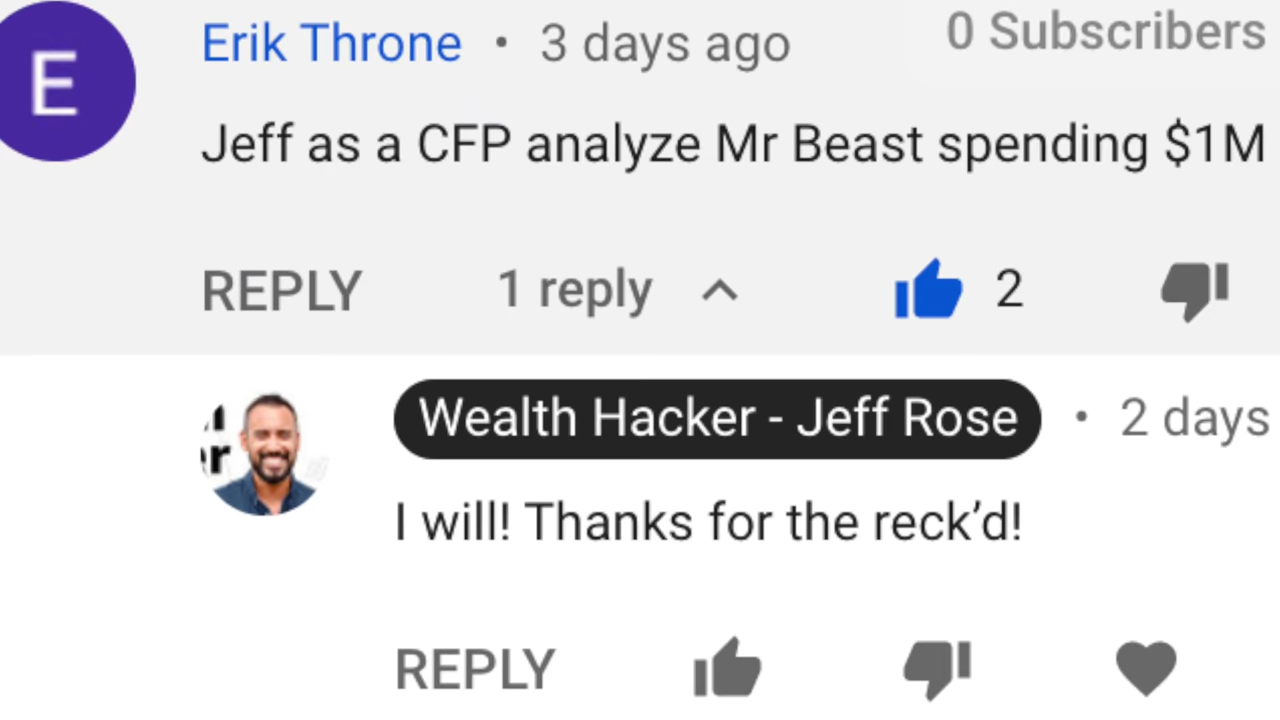 E
Erik Throne • 3 days ago
0 Subscribers
Jeff as a CFP analyze Mr Beast spending $1M
REPLY 1 reply 2
Wealth Hacker - Jeff Rose • 2 days
I will! Thanks for the reck’d!
REPLY